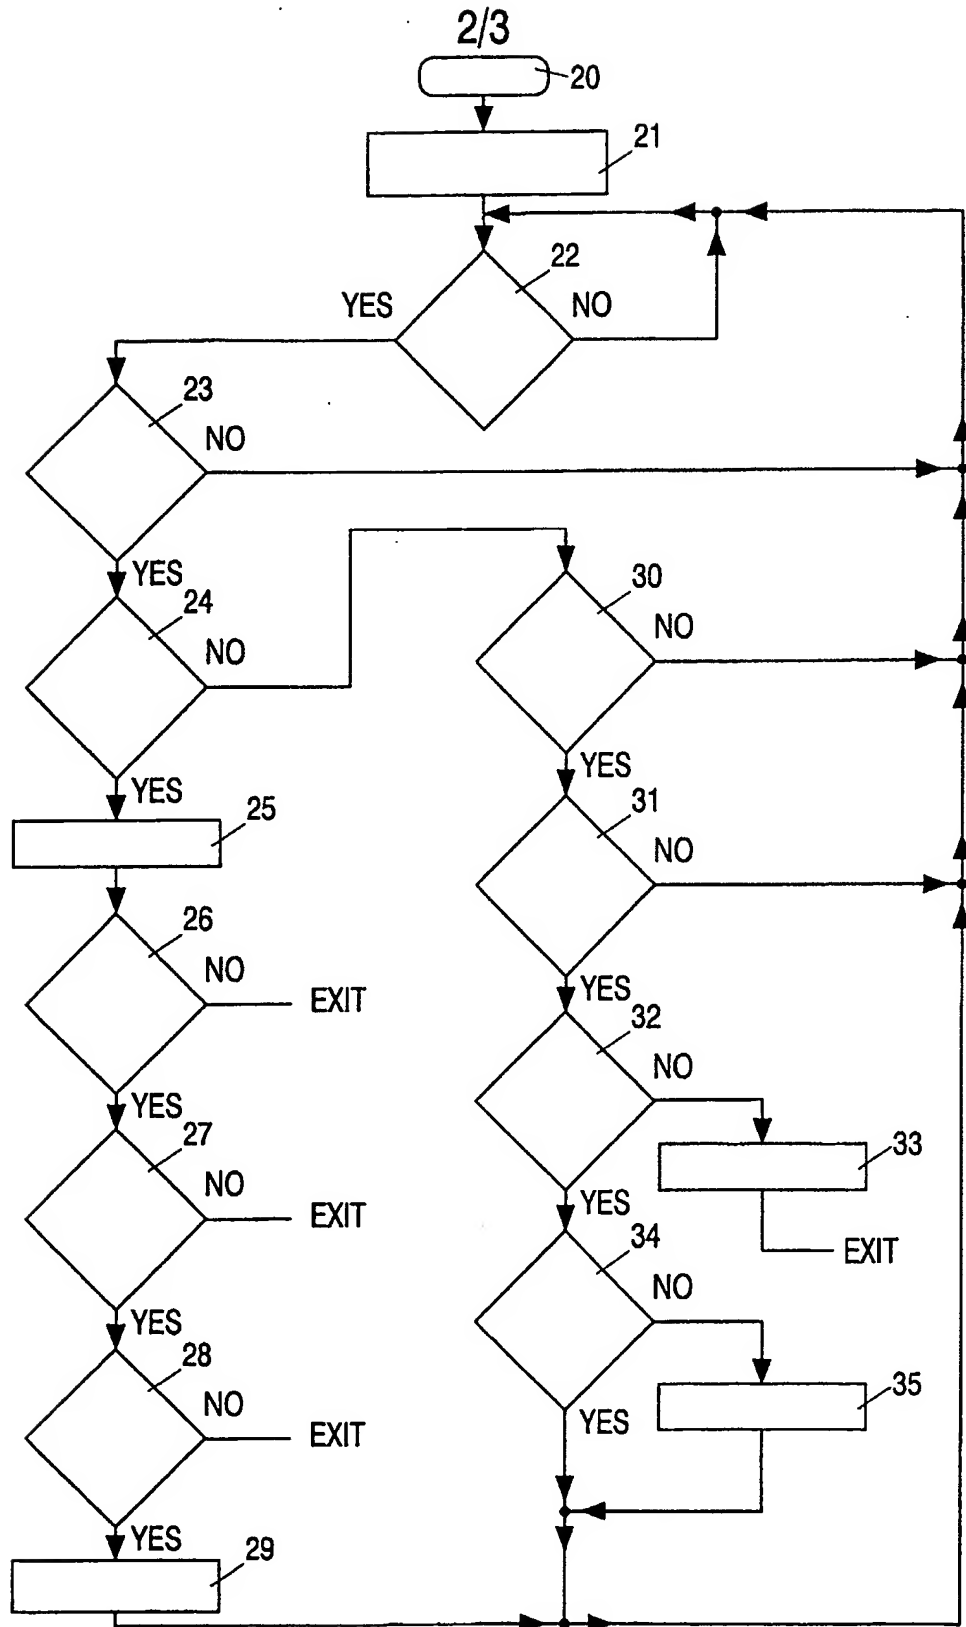 2/3
20
21
22
YES
NO
23
NO
YES
24
NO
30
NO
YES
25
YES
31
NO
26
NO
EXIT
YES
32
NO
YES
27
NO
EXIT
33
YES
34
EXIT
NO
YES
28
NO
EXIT
35
YES
YES
29